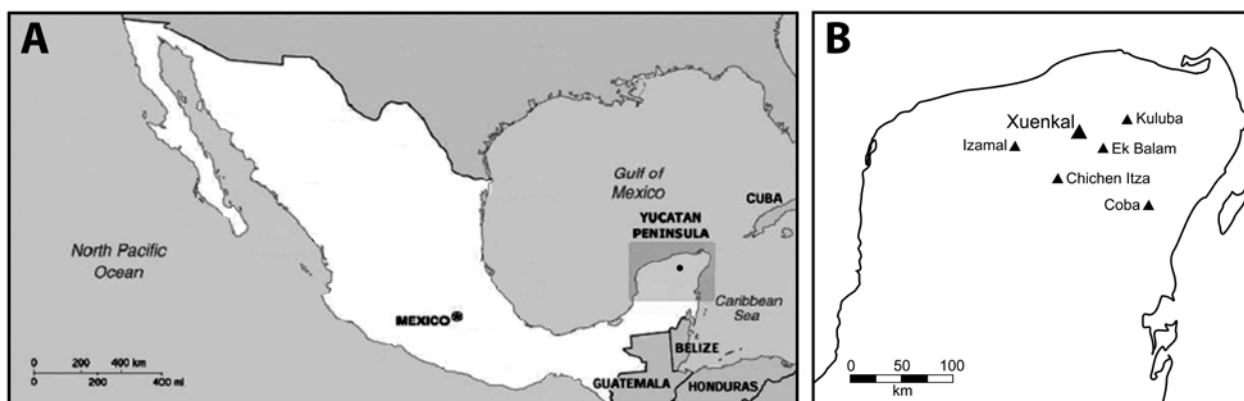 A
Gulf of
Mexico
CUBA
YUCATAN
PENINSULA
North Pacific
Ocean
Caribbean
Sea
MEXICO
BELIZE
0 200 400 km
0 200 400 mi
GUATEMALA
HONDURAS
B
Xuenkal
Kuluba
Izamal
Ek Balam
Chichen Itza
Coba
0 50 100
km